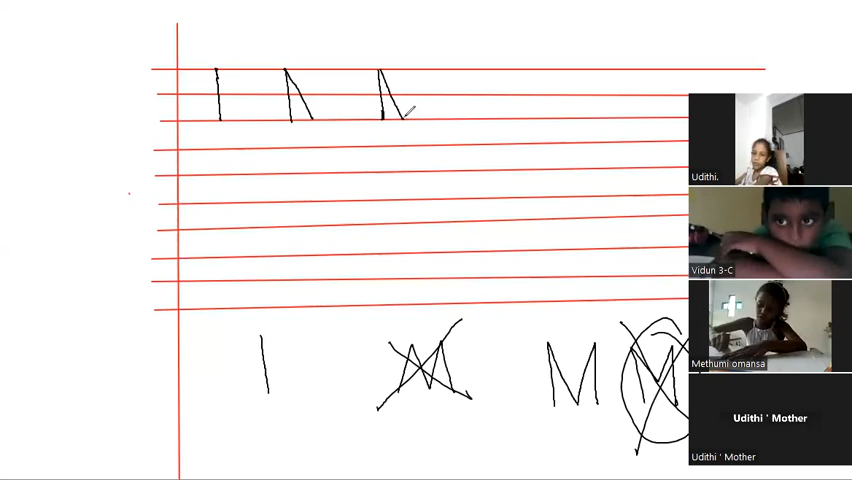 Udithi.
Vidun 3-C
Methumi omansa
Udithi ' Mother
Udithi ' Mother
M